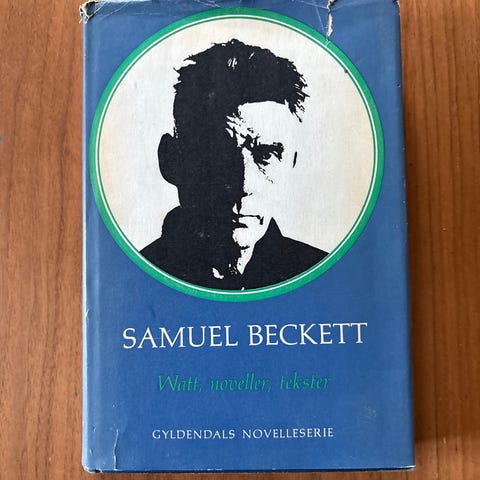 SAMUEL BECKETT
Watt, noveller, tekster
GYLDENDALS NOVELLESERIE